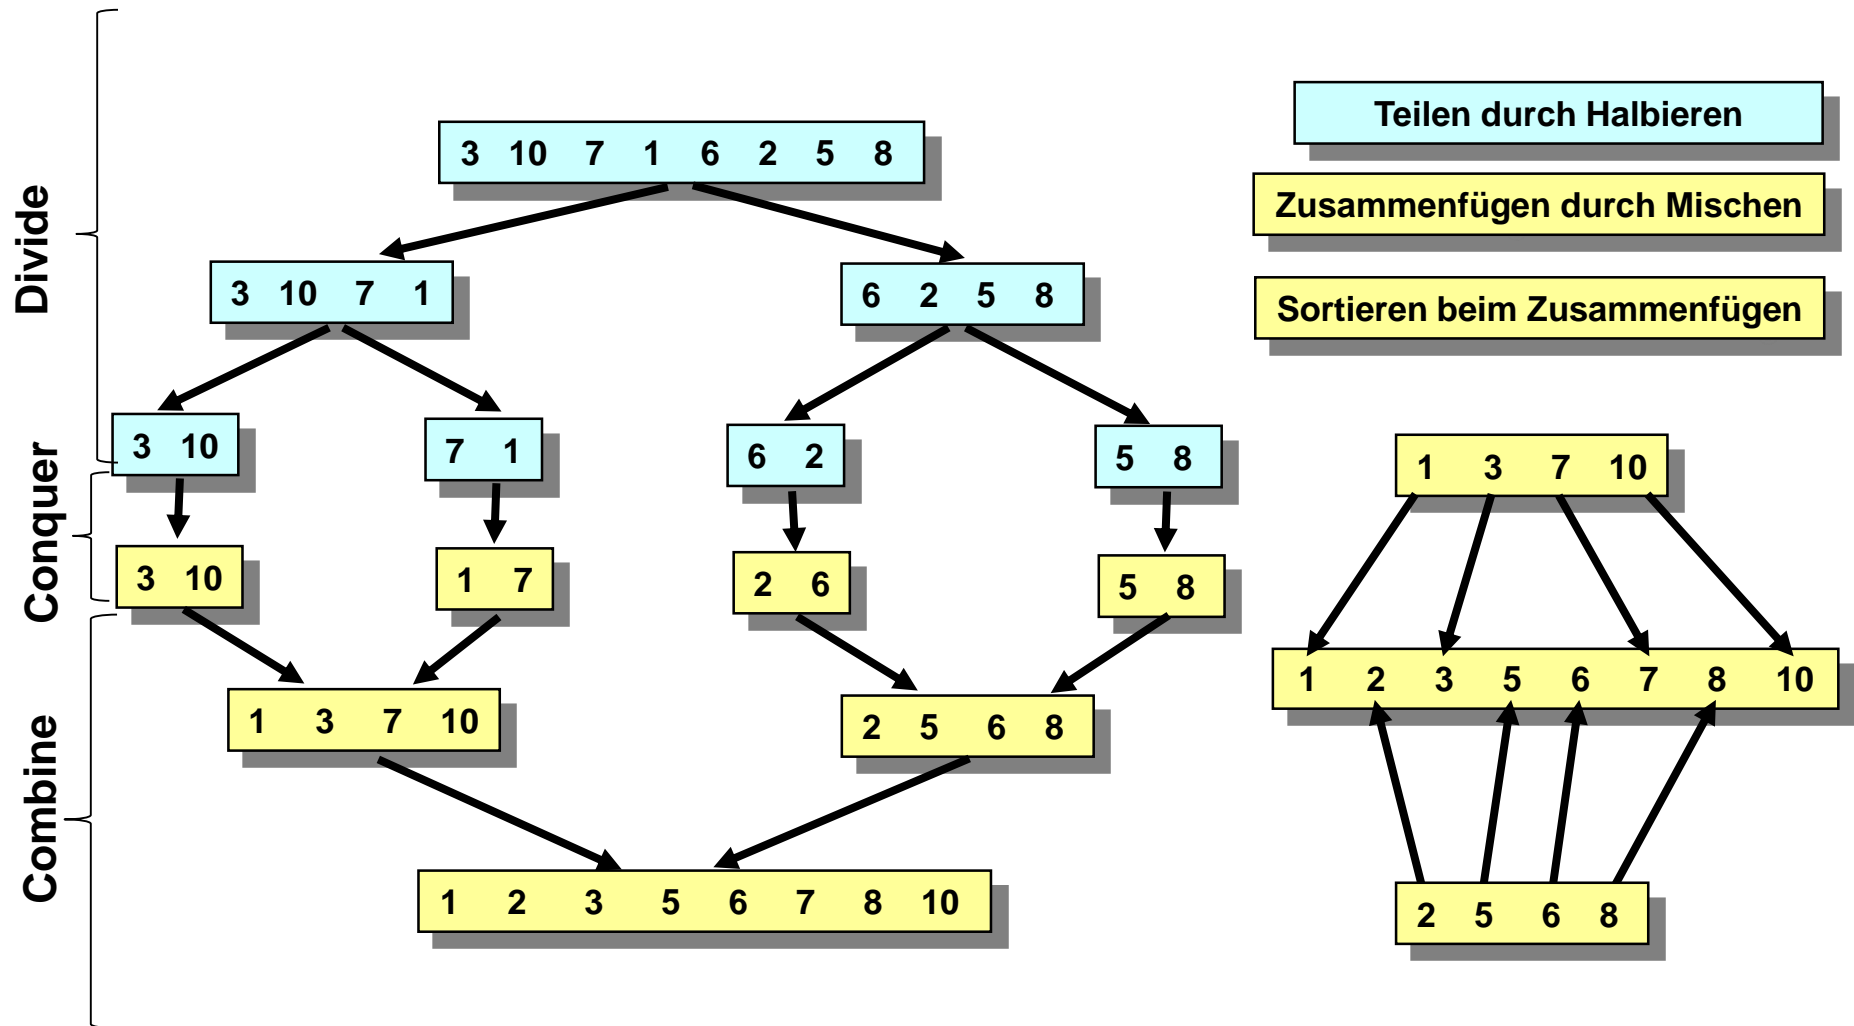 Divide
Conquer
Combine
3 10 7 1 6 2 5 8
3 10 7 1
6 2 5 8
3 10
7 1
6 2
5 8
3 10
1 7
2 6
5 8
1 3 7 10
2 5 6 8
1 2 3 5 6 7 8 10
Teilen durch Halbieren
Zusammenfügen durch Mischen
Sortieren beim Zusammenfügen
1 3 7 10
1 2 3 5 6 7 8 10
2 5 6 8